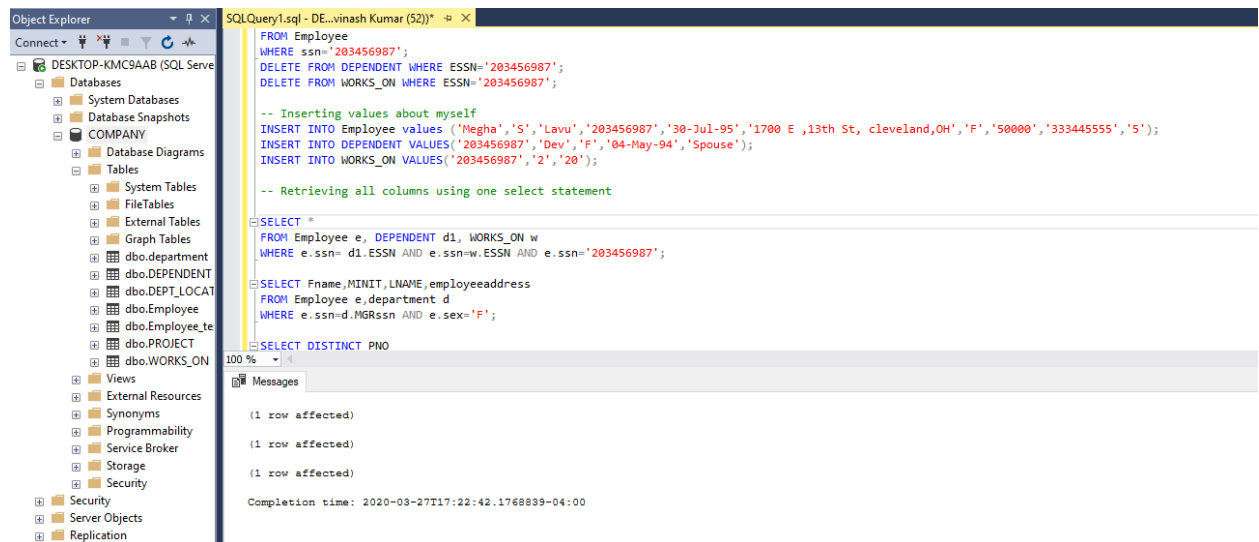 Object Explorer
Connect
DESKTOP-KMC9AAB (SQL Serve
Databases
System Databases
Database Snapshots
COMPANY
Database Diagrams
Tables
System Tables
FileTables
External Tables
Graph Tables
dbo.department
dbo.DEPENDENT
dbo.DEPT_LOCAT
dbo.Employee
dbo.Employee_te
dbo.PROJECT
dbo.WORKS_ON
Views
External Resources
Synonyms
Programmability
Service Broker
Storage
Security
Security
Server Objects
Replication
SQLQuery1.sql - DE...vinash Kumar (52))*
FROM Employee
WHERE ssn='203456987';
DELETE FROM DEPENDENT WHERE ESSN='203456987';
DELETE FROM WORKS_ON WHERE ESSN='203456987';
-- Inserting values about myself
INSERT INTO Employee values ('Megha','S','Lavu','203456987','30-Jul-95','1700 E ,13th St, cleveland,OH','F','50000','333445555','5');
INSERT INTO DEPENDENT VALUES('203456987','Dev','F','04-May-94','Spouse');
INSERT INTO WORKS_ON VALUES('203456987','2','20');
-- Retrieving all columns using one select statement
SELECT *
FROM Employee e, DEPENDENT d1, WORKS_ON w
WHERE e.ssn= d1.ESSN AND e.ssn=w.ESSN AND e.ssn='203456987';
SELECT Fname,MINIT,LNAME,employeeaddress
FROM Employee e,department d
WHERE e.ssn=d.MGRssn AND e.sex='F';
SELECT DISTINCT PNO
100 %
Messages
(1 row affected)
(1 row affected)
(1 row affected)
Completion time: 2020-03-27T17:22:42.1768839-04:00